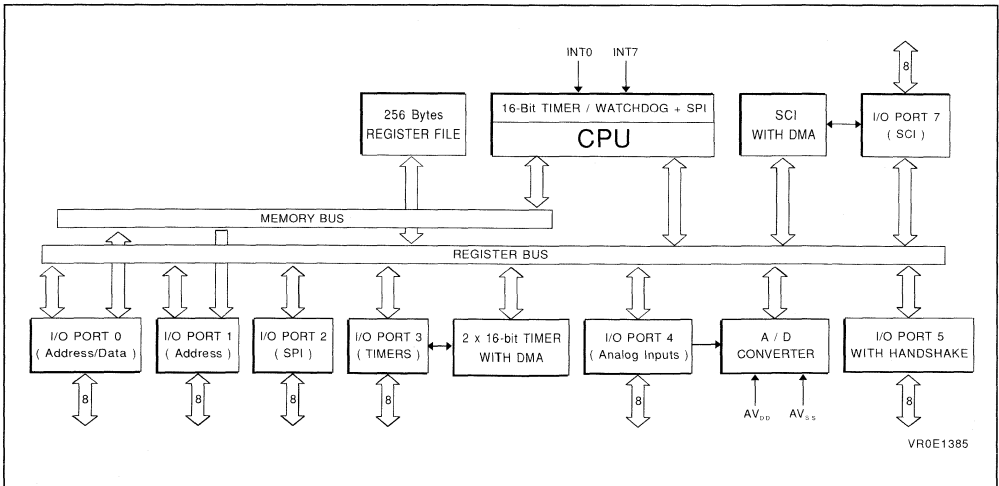 INT0 INT7
8
256 Bytes
REGISTER FILE
16-Bit TIMER / WATCHDOG + SPI
CPU
SCI
WITH DMA
I/O PORT 7
( SCI )
MEMORY BUS
REGISTER BUS
I/O PORT 0
( Address/Data )
I/O PORT 1
( Address )
I/O PORT 2
( SPI )
I/O PORT 3
( TIMERS )
2 x 16-bit TIMER
WITH DMA
I/O PORT 4
( Analog Inputs )
A / D
CONVERTER
I/O PORT 5
WITH HANDSHAKE
8 8 8 8 8 8
AVDD AVSS
VR0E1385